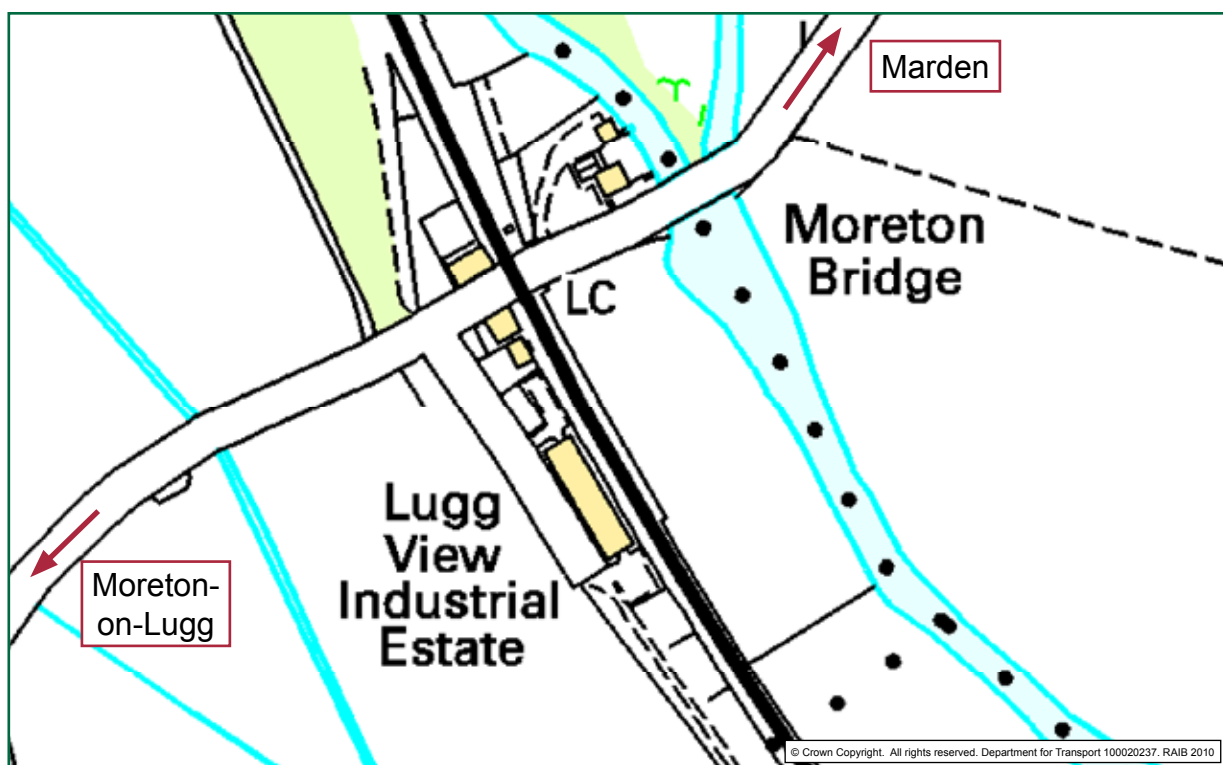 Marden
Moreton
Bridge
LC
Lugg
View
Industrial
Estate
Moreton-
on-Lugg
© Crown Copyright. All rights reserved. Department for Transport 100020237. RAIB 2010